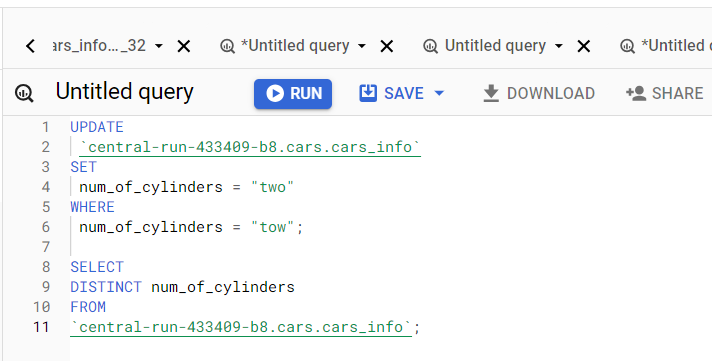 ars_info..._32 *Untitled query Untitled query *Untitled
Untitled query RUN SAVE DOWNLOAD SHARE
1 UPDATE
2 `central-run-433409-b8.cars.cars_info`
3 SET
4 num_of_cylinders = "two"
5 WHERE
6 num_of_cylinders = "tow";
7
8 SELECT
9 DISTINCT num_of_cylinders
10 FROM
11 `central-run-433409-b8.cars.cars_info`;